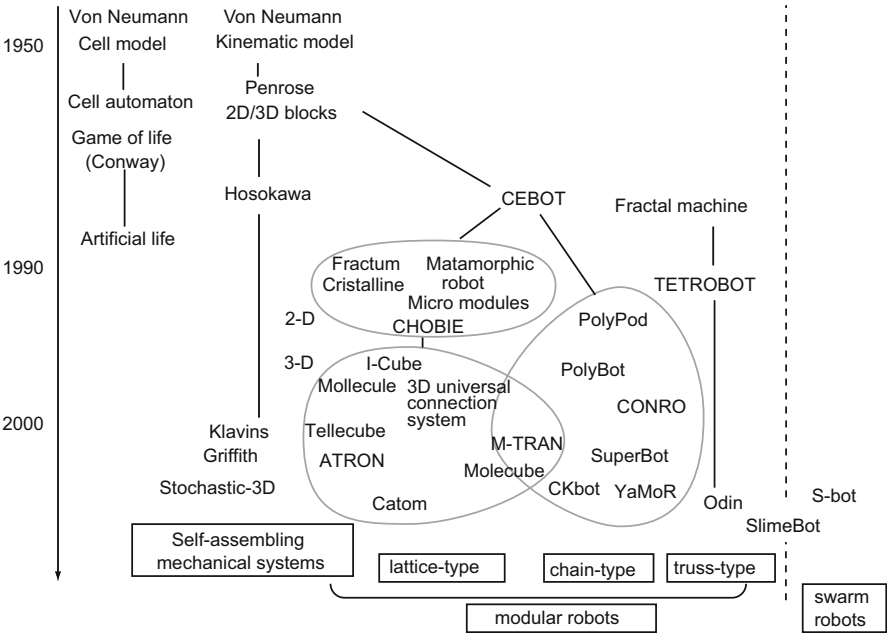 Von Neumann
Cell model
Von Neumann
Kinematic model
1950
Penrose
2D/3D blocks
Cell automaton
Game of life
(Conway)
Hosokawa
CEBOT
Fractal machine
Artificial life
1990
Fractum
Cristalline
Matamorphic
robot
Micro modules
CHOBIE
TETROBOT
2-D
PolyPod
3-D
I-Cube
Mollecule
3D universal
connection
system
PolyBot
CONRO
2000
Klavins
Griffith
Tellecube
ATRON
M-TRAN
Molecube
SuperBot
Stochastic-3D
CKbot
YaMoR
Catom
Odin
S-bot
SlimeBot
Self-assembling
mechanical systems
lattice-type
chain-type
truss-type
modular robots
swarm
robots